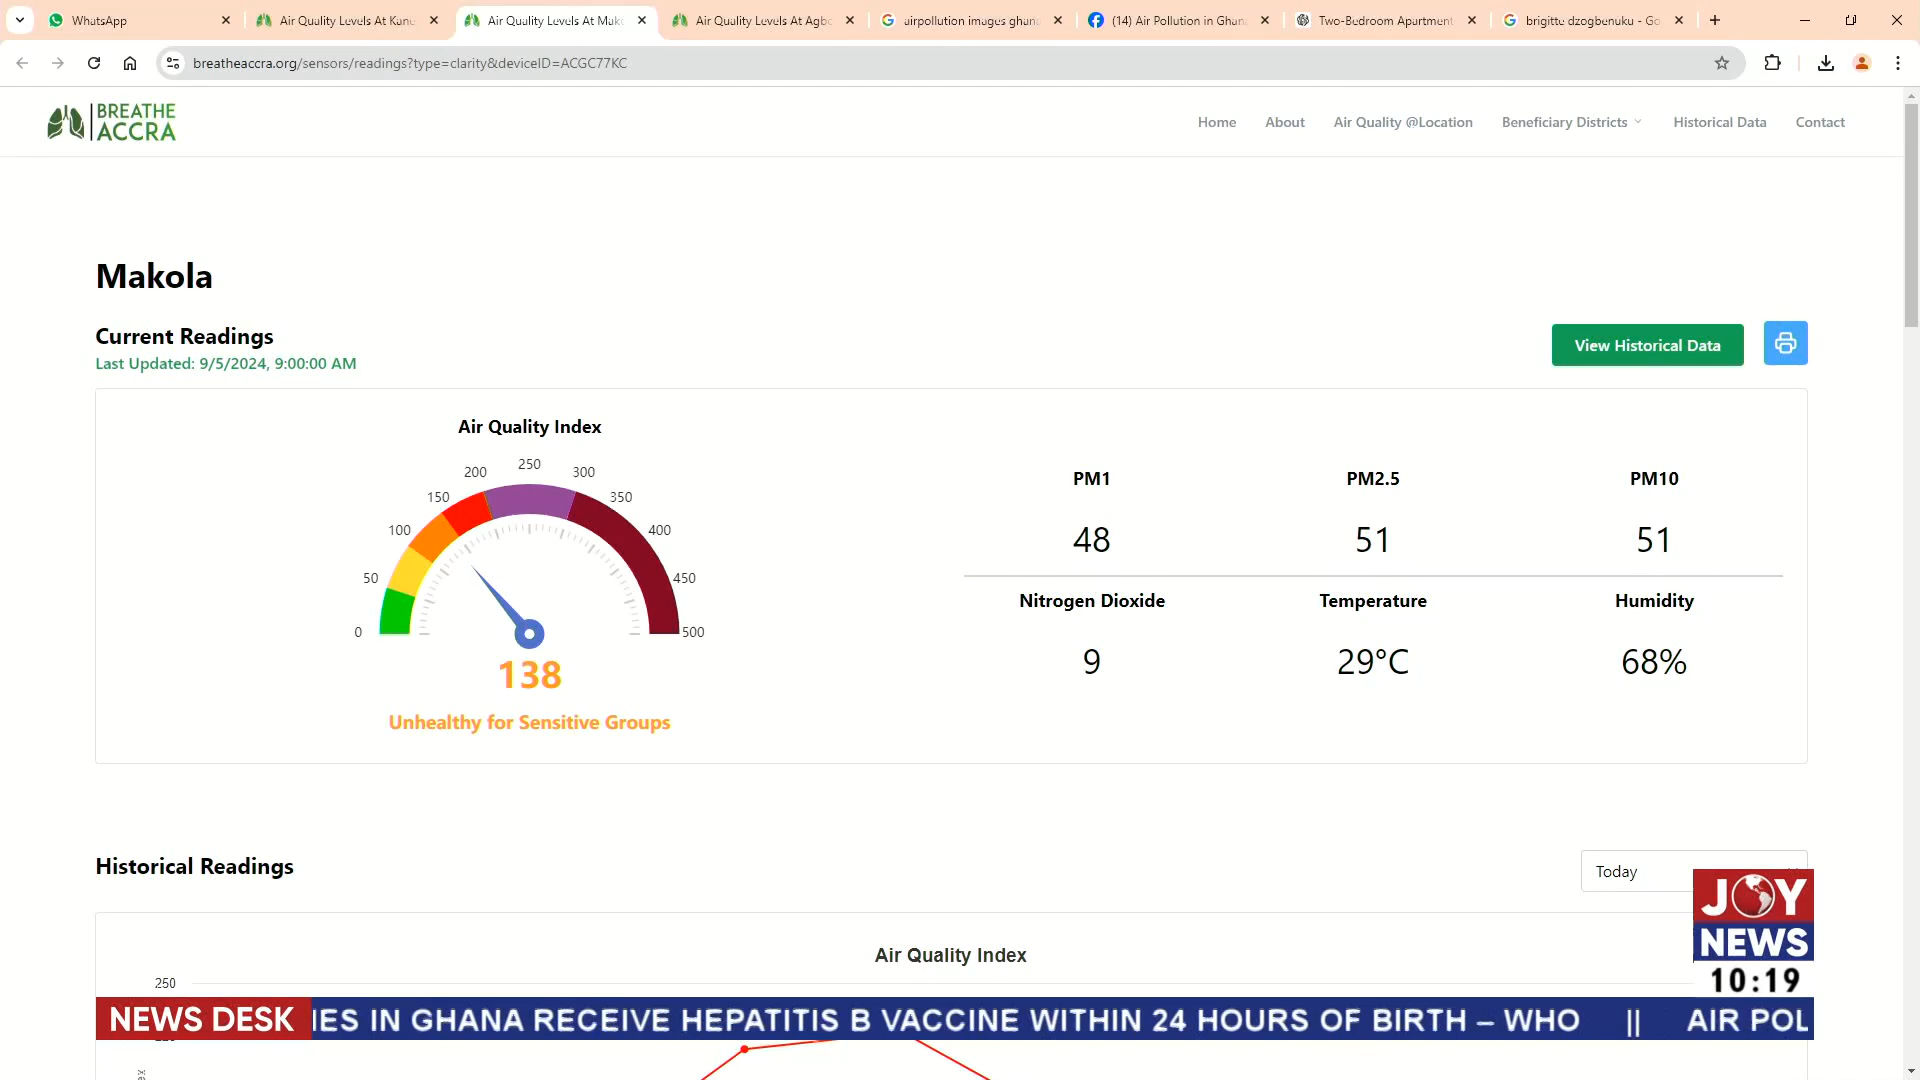 WhatsApp
Air Quality Levels At Kane
Air Quality Levels At Mako
Air Quality Levels At Agbo
airpollution images ghana
(14) Air Pollution in Ghana
Two-Bedroom Apartment
brigitte dzogbenuku - Go
breatheaccra.org/sensors/readings?type=clarity&deviceID=ACGC77KC
BREATHE
ACCRA
Home
About
Air Quality @Location
Beneficiary Districts
Historical Data
Contact
Makola
Current Readings
Last Updated: 9/5/2024, 9:00:00 AM
View Historical Data
Air Quality Index
0
50
100
150
200
250
300
350
400
450
500
138
Unhealthy for Sensitive Groups
PM1
PM2.5
PM10
48
51
51
Nitrogen Dioxide
Temperature
Humidity
9
29°C
68%
Historical Readings
Today
Air Quality Index
250
JOY
NEWS
10:19
NEWS DESK
IES IN GHANA RECEIVE HEPATITIS B VACCINE WITHIN 24 HOURS OF BIRTH – WHO || AIR POL